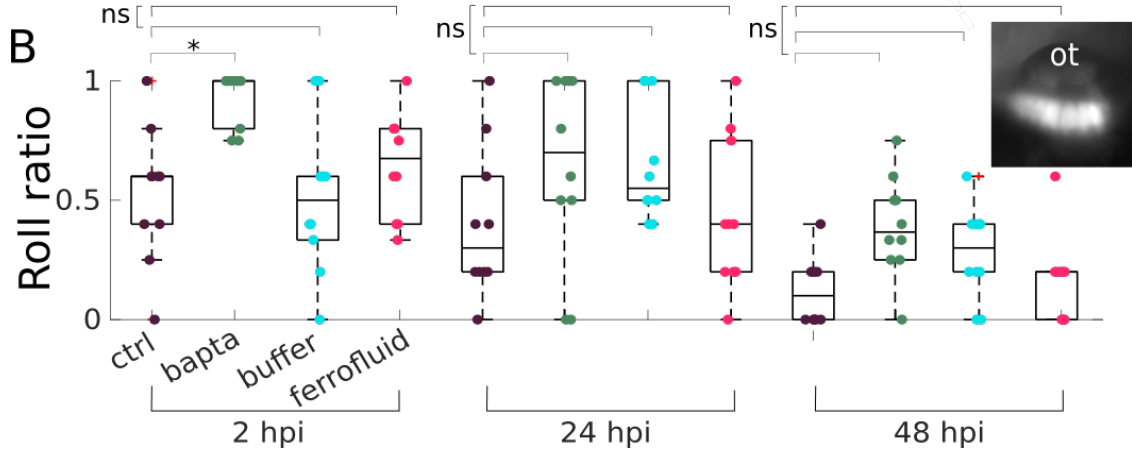 B
ns
*
ns
ns
ot
Roll ratio
1
0.5
0
ctrl
bapta
buffer
ferrofluid
2 hpi
24 hpi
48 hpi